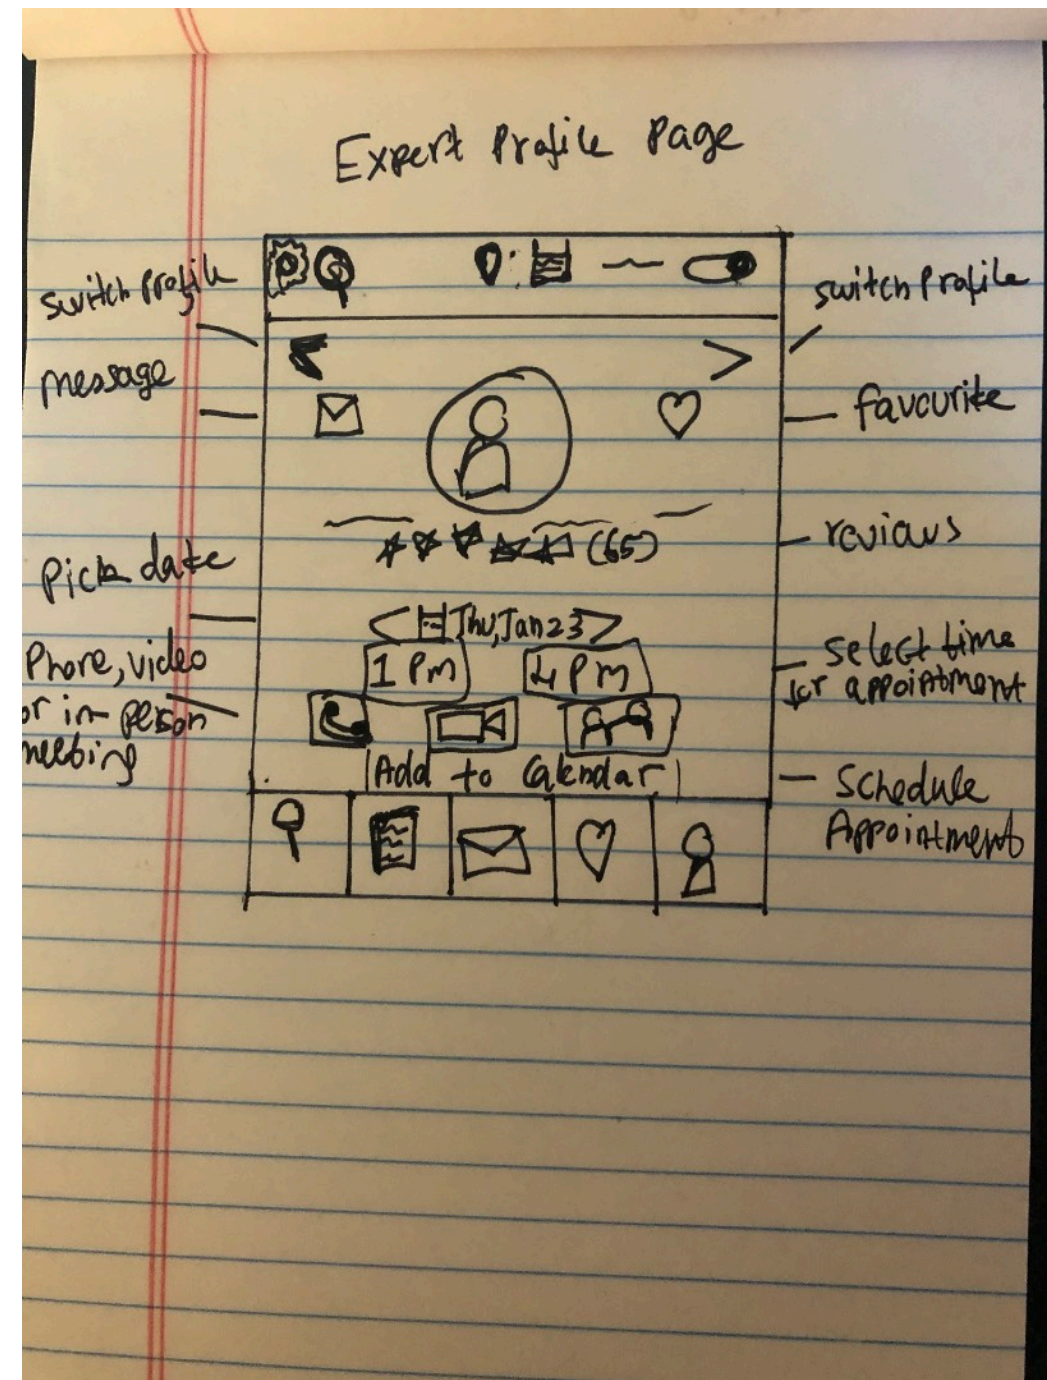 Expert Profile Page
switch profile
switch Profile
message
favourite
(65)
reviews
Pick date
Thu, Jan 23
1 Pm
4 Pm
select time
for appointment
Phone, video
or in person
meeting
Add to Calendar
Schedule
Appointment